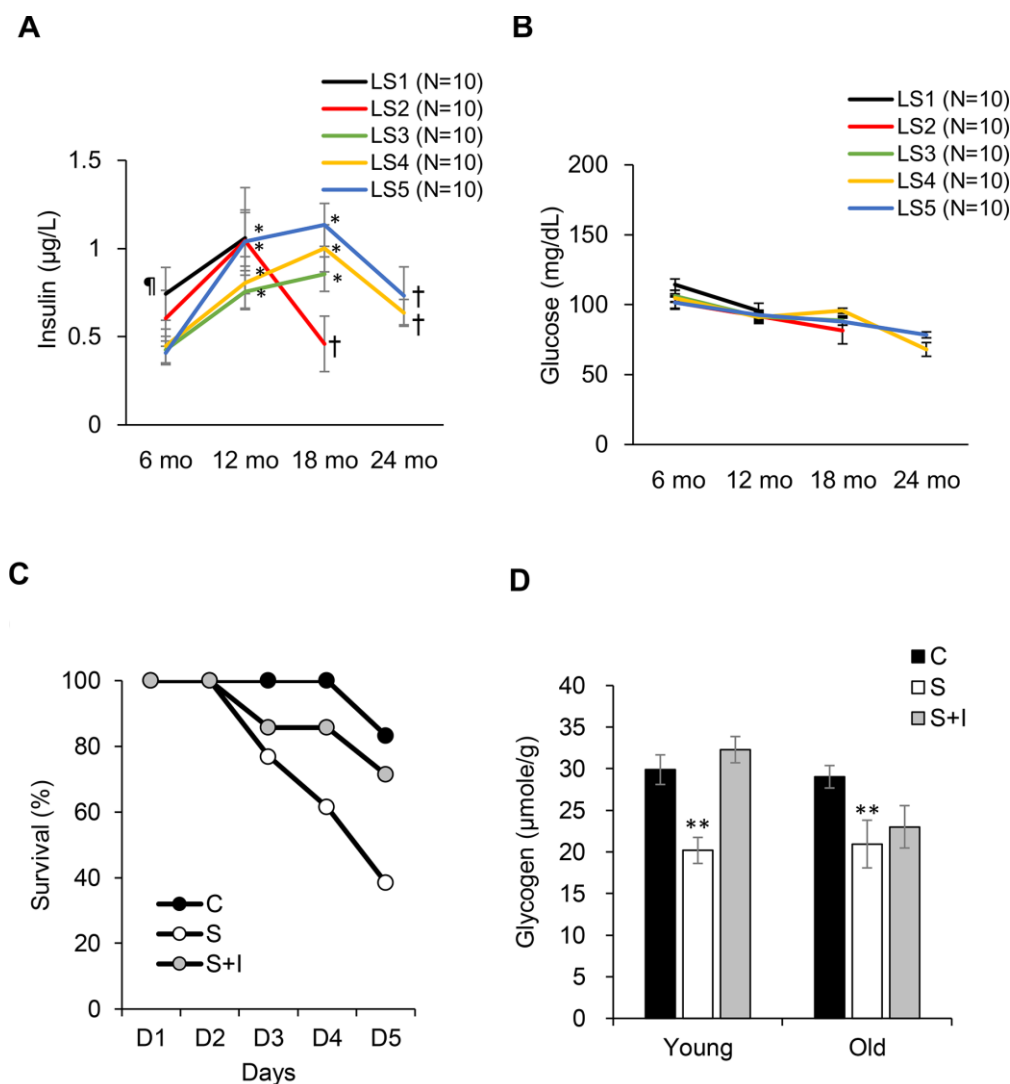 A
LS1 (N=10)
LS2 (N=10)
LS3 (N=10)
LS4 (N=10)
LS5 (N=10)
Insulin (µg/L)
1.5
1
0.5
0
¶
*
*
*
*
*
*
*
†
†
†
6 mo
12 mo
18 mo
24 mo
B
LS1 (N=10)
LS2 (N=10)
LS3 (N=10)
LS4 (N=10)
LS5 (N=10)
Glucose (mg/dL)
200
150
100
50
0
6 mo
12 mo
18 mo
24 mo
C
Survival (%)
100
80
60
40
20
0
C
S
S+I
D1
D2
D3
D4
D5
Days
D
C
S
S+I
Glycogen (µmole/g)
40
35
30
25
20
15
10
5
0
**
**
Young
Old